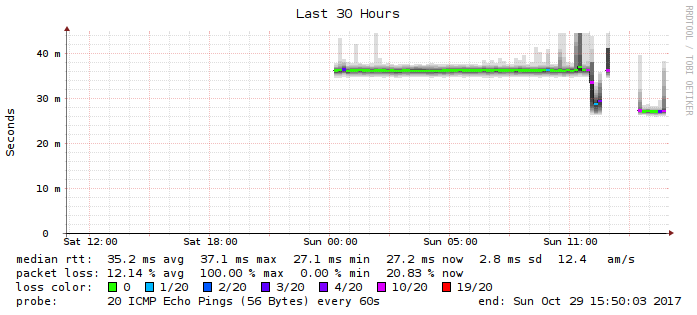 Last 30 Hours
RRDTOOL / TOBI OETIKER
Seconds
40 m
30 m
20 m
10 m
0
Sat 12:00 Sat 18:00 Sun 00:00 Sun 05:00 Sun 11:00
median rtt: 35.2 ms avg 37.1 ms max 27.1 ms min 27.2 ms now 2.8 ms sd 12.4 am/s
packet loss: 12.14 % avg 100.00 % max 0.00 % min 20.83 % now
loss color: 0 1/20 2/20 3/20 4/20 10/20 19/20
probe: 20 ICMP Echo Pings (56 Bytes) every 60s end: Sun Oct 29 15:50:03 2017